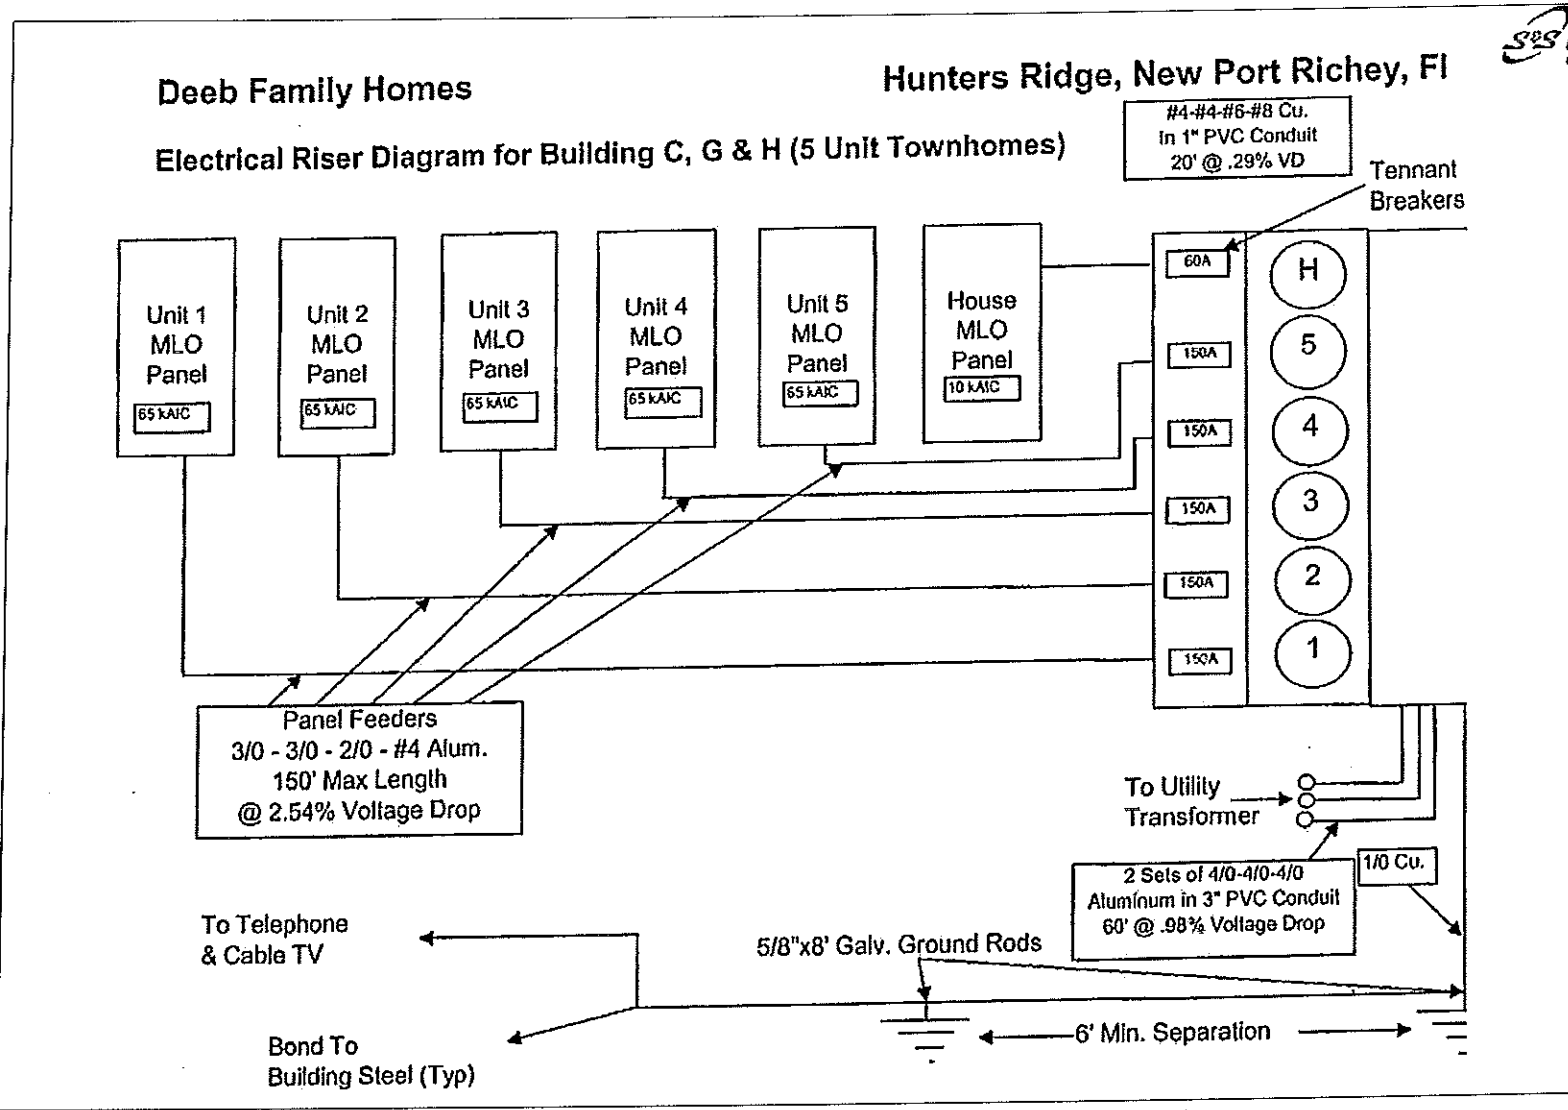 S&S
Deeb Family Homes
Hunters Ridge, New Port Richey, Fl
Electrical Riser Diagram for Building C, G & H (5 Unit Townhomes)
#4-#4-#6-#8 Cu.
In 1" PVC Conduit
20' @ .29% VD
Tennant
Breakers
Unit 1
MLO
Panel
65 kAIC
Unit 2
MLO
Panel
65 kAIC
Unit 3
MLO
Panel
65 kAIC
Unit 4
MLO
Panel
65 kAIC
Unit 5
MLO
Panel
65 kAIC
House
MLO
Panel
10 kAIC
60A
H
150A
5
150A
4
150A
3
150A
2
150A
1
Panel Feeders
3/0 - 3/0 - 2/0 - #4 Alum.
150' Max Length
@ 2.54% Voltage Drop
To Utility
Transformer
2 Sets of 4/0-4/0-4/0
Aluminum in 3" PVC Conduit
60' @ .98% Voltage Drop
1/0 Cu.
To Telephone
& Cable TV
5/8"x8' Galv. Ground Rods
6' Min. Separation
Bond To
Building Steel (Typ)